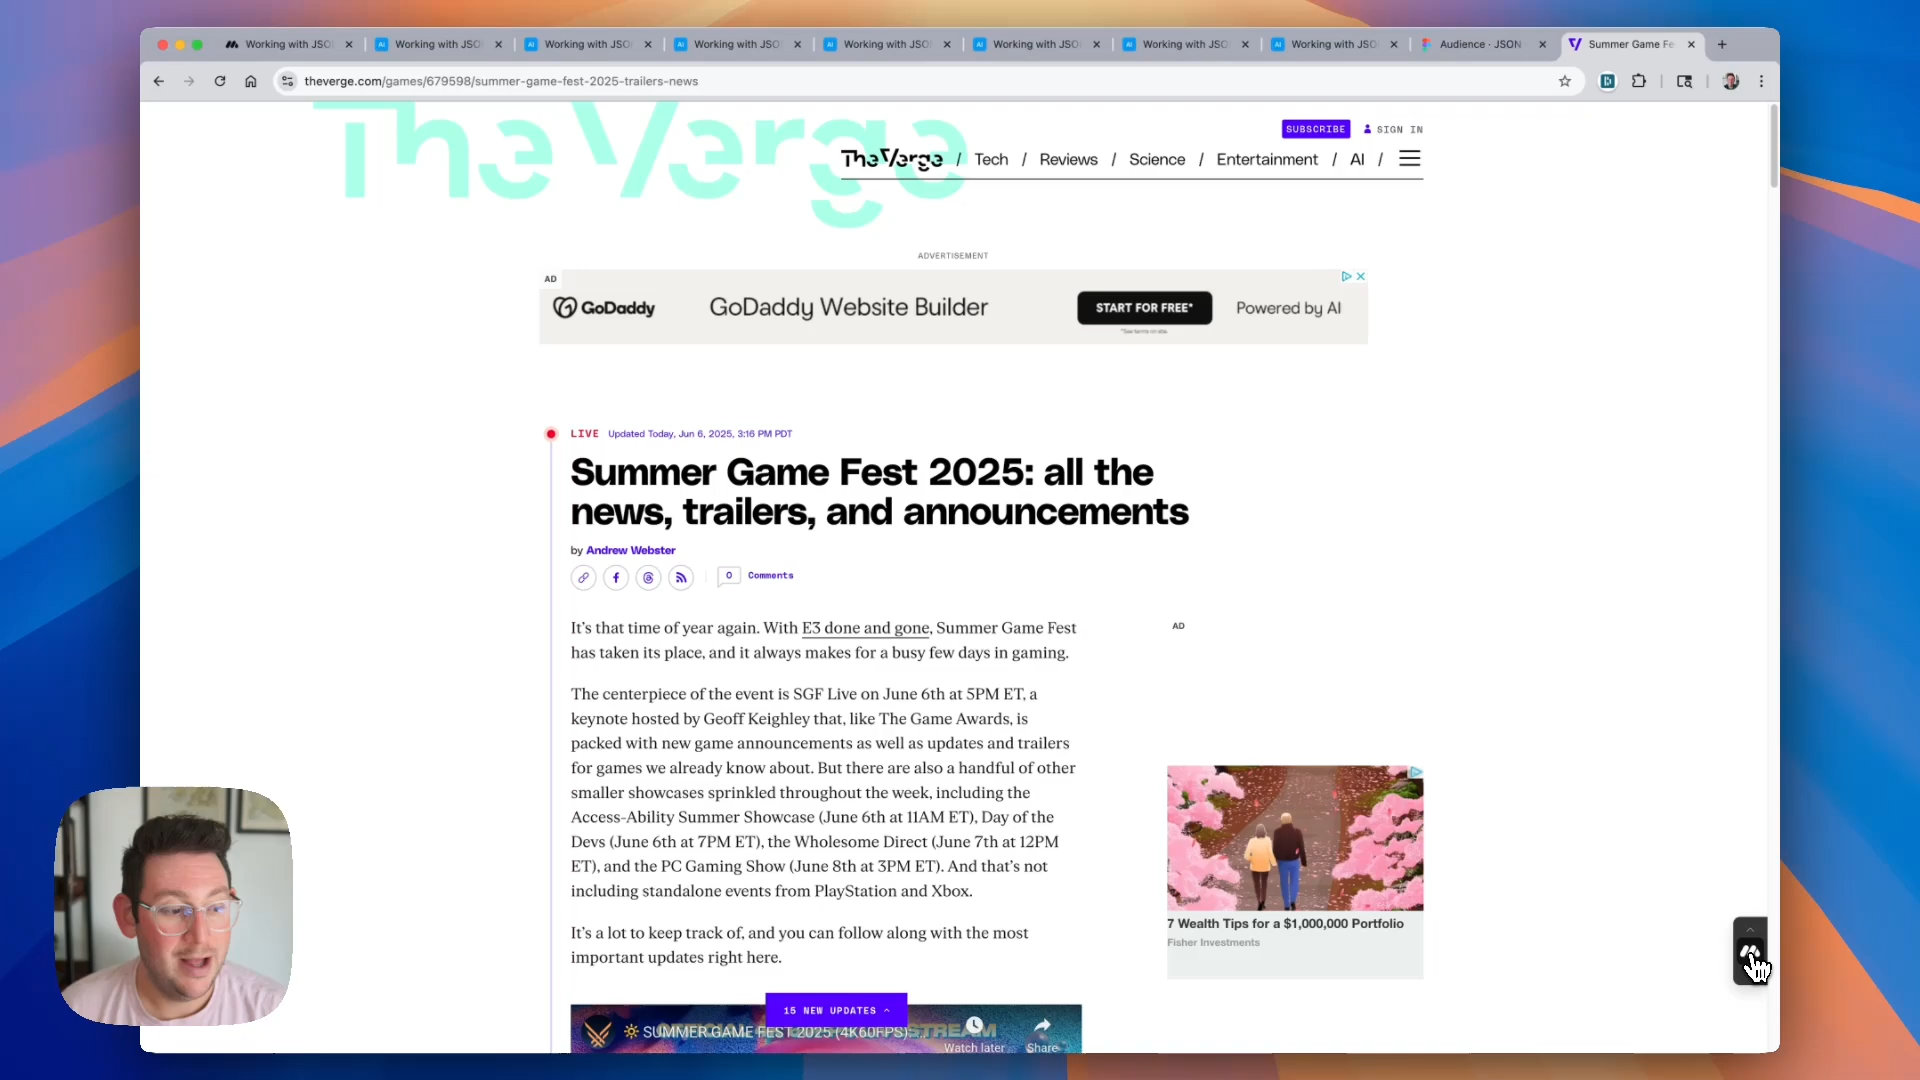 Working with JSO
Working with JSO
Working with JSO
Working with JSO
Working with JSO
Working with JSO
Working with JSO
Working with JSO
Audience · JSON
Summer Game Fe
theverge.com/games/679598/summer-game-fest-2025-trailers-news
The Verge
SUBSCRIBE
SIGN IN
The Verge / Tech / Reviews / Science / Entertainment / AI /
ADVERTISEMENT
AD
GoDaddy
GoDaddy Website Builder
START FOR FREE*
*See terms on site.
Powered by AI
LIVE Updated Today, Jun 6, 2025, 3:16 PM PDT
Summer Game Fest 2025: all the
news, trailers, and announcements
by Andrew Webster
0 Comments
It’s that time of year again. With E3 done and gone, Summer Game Fest
has taken its place, and it always makes for a busy few days in gaming.
The centerpiece of the event is SGF Live on June 6th at 5PM ET, a
keynote hosted by Geoff Keighley that, like The Game Awards, is
packed with new game announcements as well as updates and trailers
for games we already know about. But there are also a handful of other
smaller showcases sprinkled throughout the week, including the
Access-Ability Summer Showcase (June 6th at 11AM ET), Day of the
Devs (June 6th at 7PM ET), the Wholesome Direct (June 7th at 12PM
ET), and the PC Gaming Show (June 8th at 3PM ET). And that’s not
including standalone events from PlayStation and Xbox.
It’s a lot to keep track of, and you can follow along with the most
important updates right here.
AD
7 Wealth Tips for a $1,000,000 Portfolio
Fisher Investments
15 NEW UPDATES
SUMMER GAME FEST 2025 (4K60FPS)
Watch later
Share